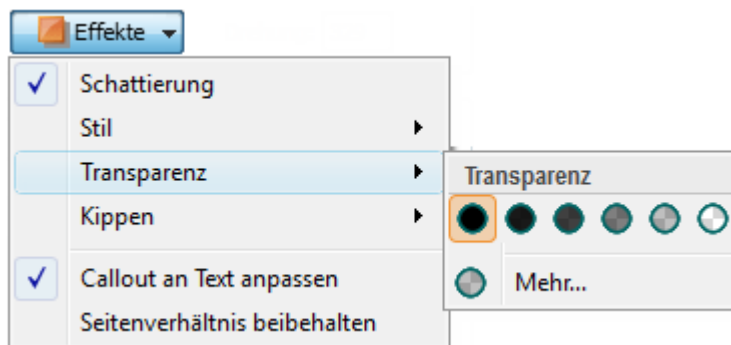 Effekte
Schattierung
Stil
Transparenz
Kippen
Callout an Text anpassen
Seitenverhältnis beibehalten
Transparenz
Mehr...